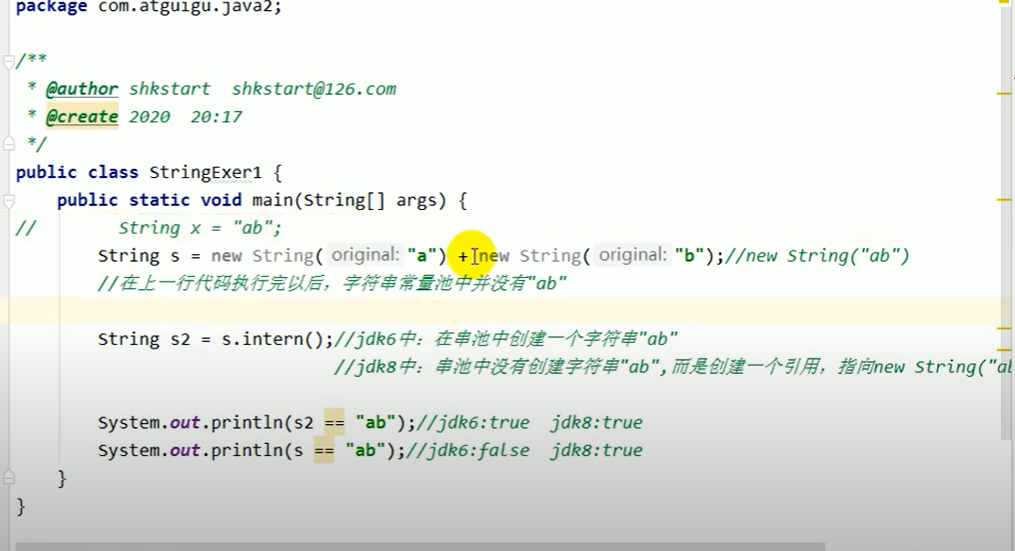 package com.atguigu.java2;
/**
* @author shkstart  shkstart@126.com
* @create 2020  20:17
*/
public class StringExer1 {
public static void main(String[] args) {
//        String x = "ab";
String s = new String( original: "a") + new String( original: "b");//new String("ab")
//在上一行代码执行完以后，字符串常量池中并没有"ab"
String s2 = s.intern();//jdk6中：在串池中创建一个字符串"ab"
//jdk8中：串池中没有创建字符串"ab",而是创建一个引用，指向new String("ab
System.out.println(s2 == "ab");//jdk6:true  jdk8:true
System.out.println(s == "ab");//jdk6:false  jdk8:true
}
}